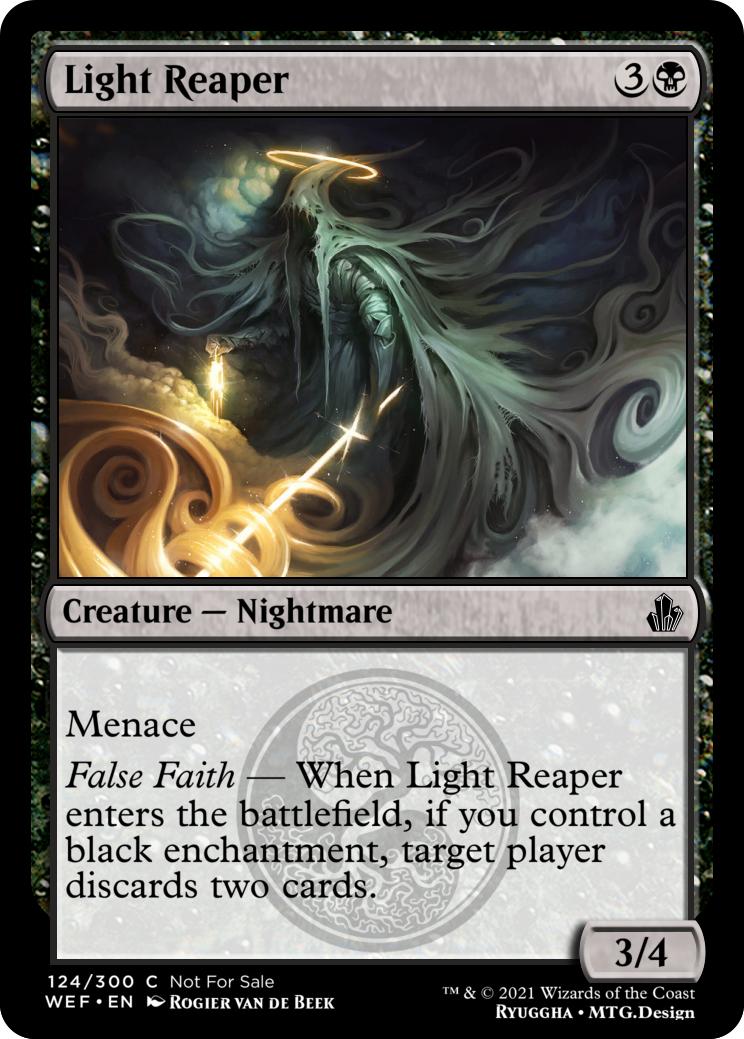 Light Reaper 3
Creature — Nightmare
Menace
False Faith — When Light Reaper
enters the battlefield, if you control a
black enchantment, target player
discards two cards.
3/4
124/300 C Not For Sale
WEF • EN Rogier van de Beek
™ & © 2021 Wizards of the Coast
Ryuggha • MTG.Design